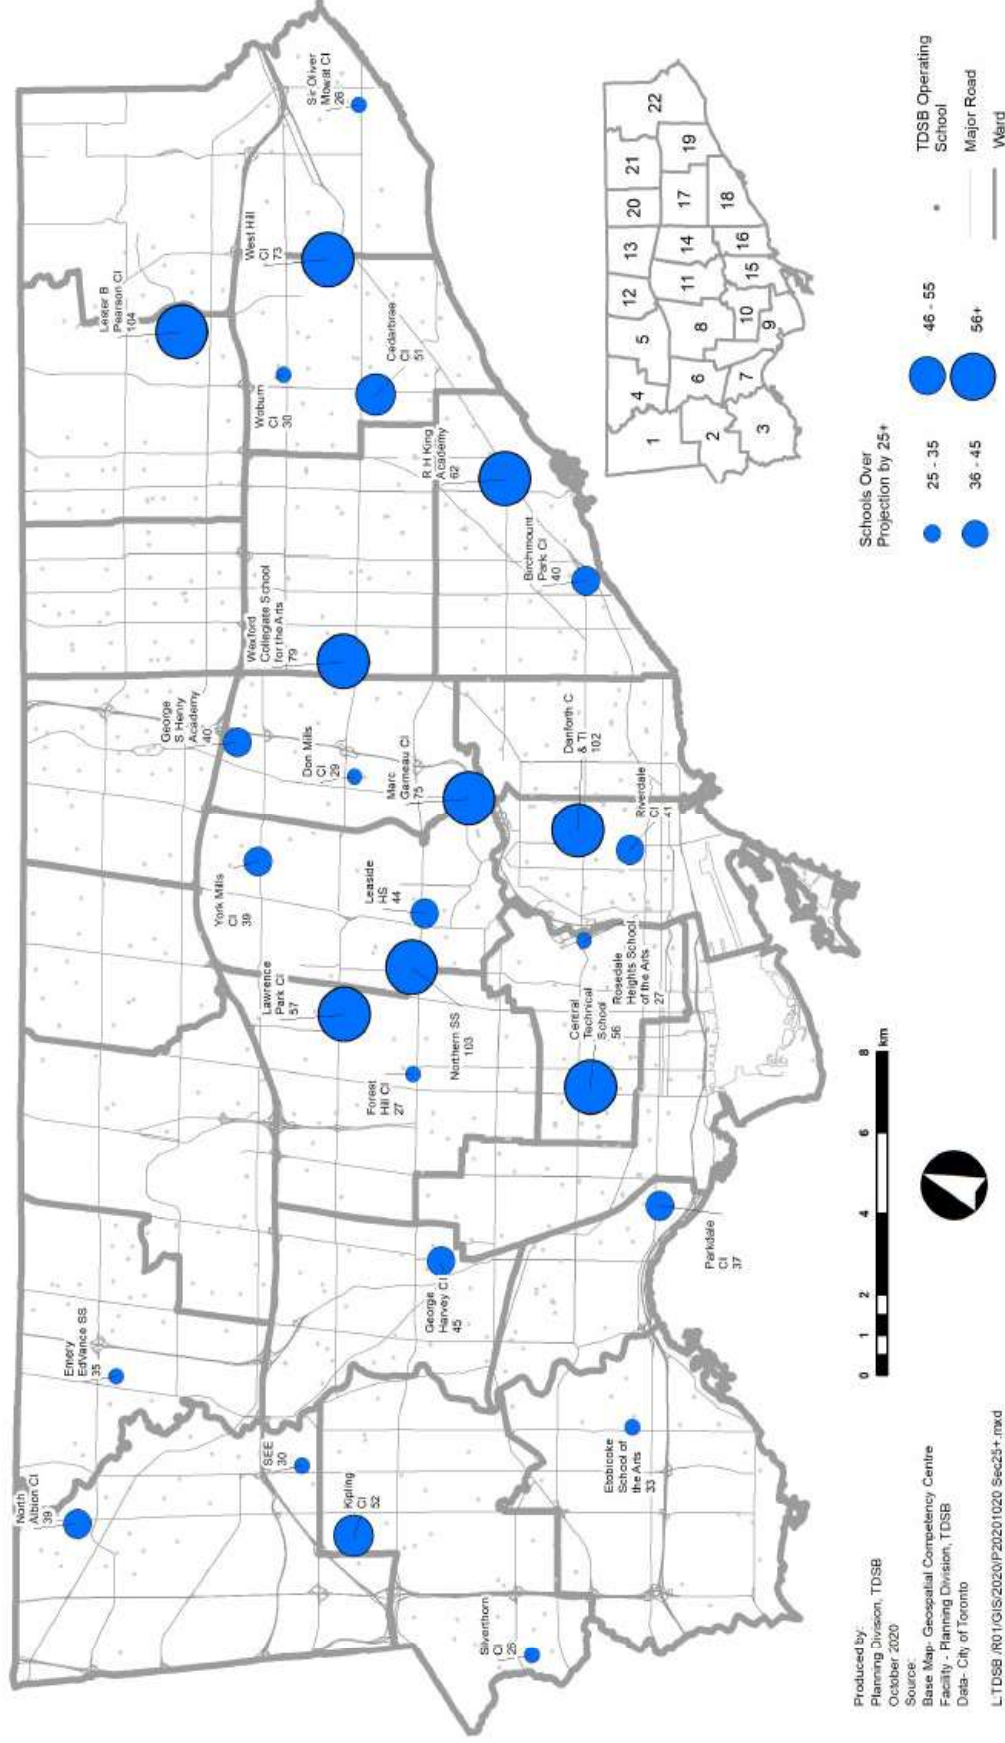 North
Albion CI
39
Emery
EdVance SS
35
SEE
30
Kipling
CI
52
Silverthorn
CI
26
Etobicoke
School of
the Arts
33
George
Harvey CI
45
Parkdale
CI
37
Forest
Hill CI
27
Lawrence
Park CI
57
Northern SS
103
Central
Technical
School
56
Rosedale
Heights School
of the Arts
27
York Mills
CI
39
Leaside
HS
44
George
S Henry
Academy
40
Don Mills
CI
29
Marc
Garneau CI
75
Danforth C
& TI
102
Riverdale
CI
41
Wexford
Collegiate School
for the Arts
79
Birchmount
Park CI
40
R H King
Academy
62
Woburn
CI
30
Cedarbrae
CI
51
Lester B
Pearson CI
104
West Hill
CI
73
Sir Oliver
Mowat CI
26
Produced by:
Planning Division, TDSB
October 2020
Source:
Base Map- Geospatial Competency Centre
Facility - Planning Division, TDSB
Data- City of Toronto
L:TDSB /R01/GIS/2020/P20201020 Sec25+.mxd
0 1 2 4 6 8
km
1
2
3
4
5
6
7
8
9
10
11
12
13
14
15
16
17
18
19
20
21
22
Schools Over
Projection by 25+
25 - 35
36 - 45
46 - 55
56+
TDSB Operating
School
Major Road
Ward